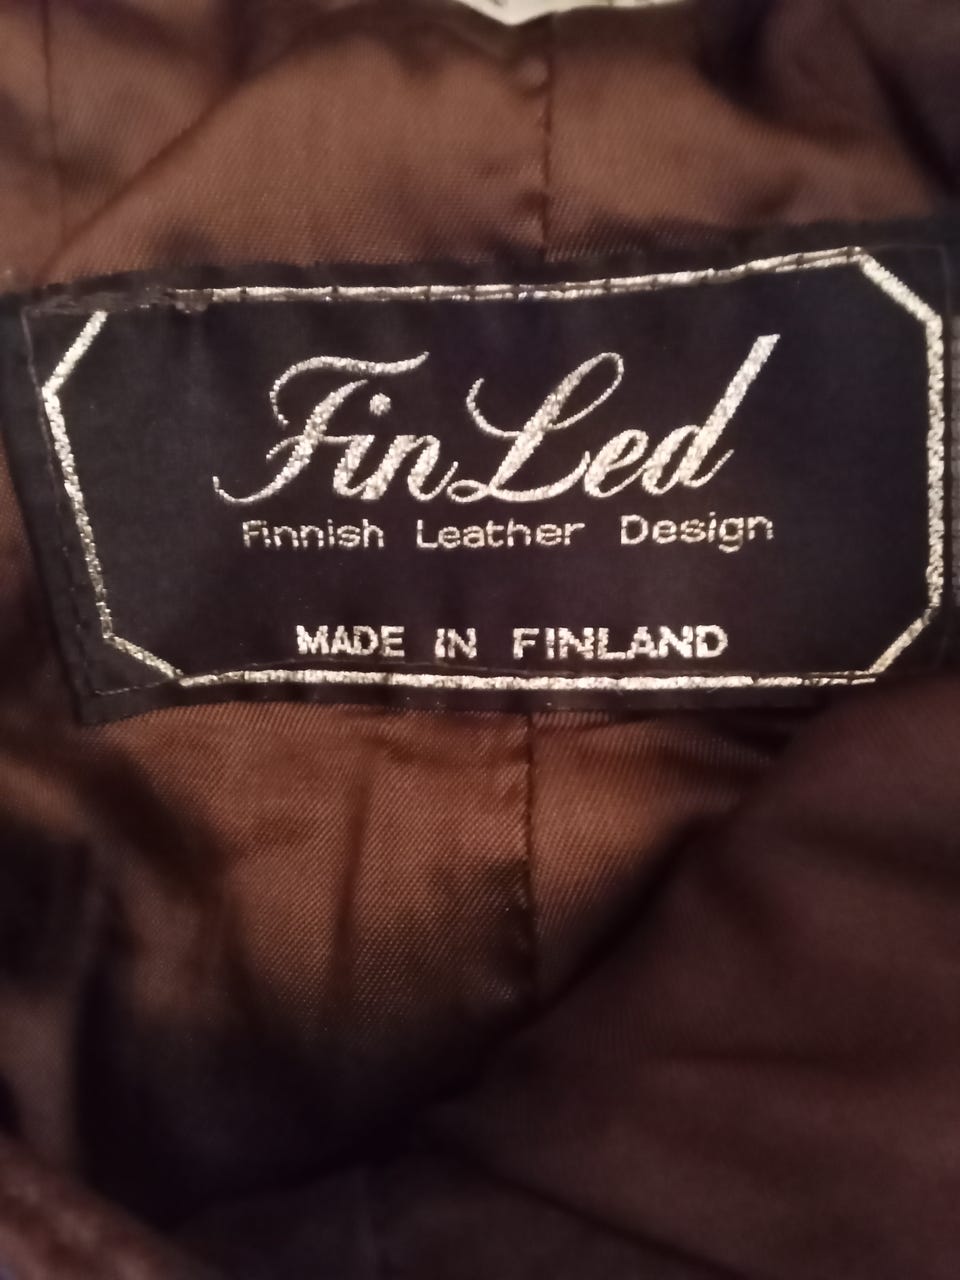 FinLed
Finnish Leather Design
MADE IN FINLAND